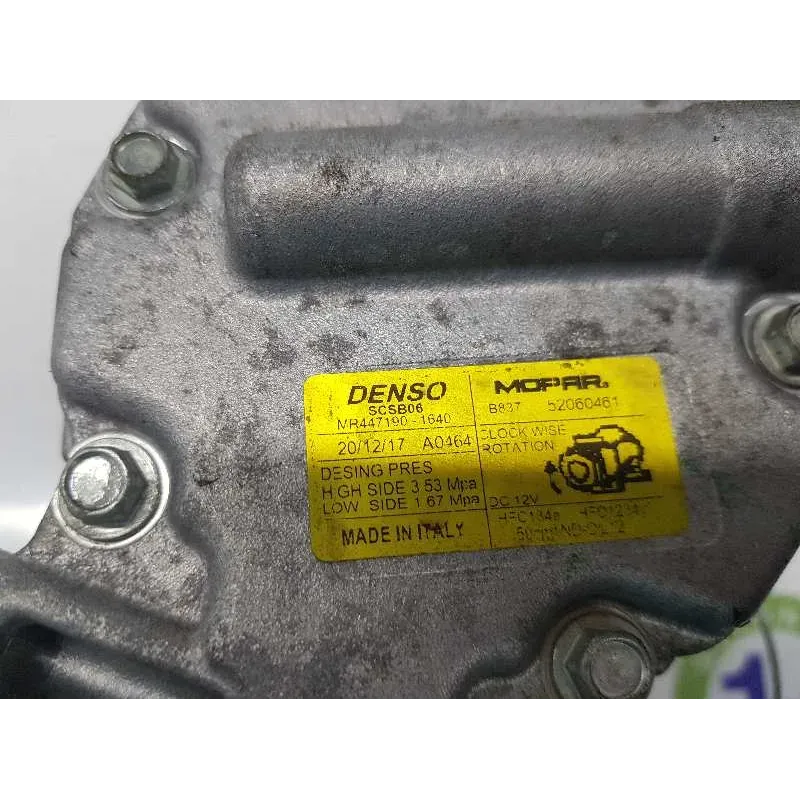 DENSO
SCSB06
MR447190-1640
20/12/17 A0464
DESING PRES
HIGH SIDE 3.53 Mpa
LOW SIDE 1.67 Mpa
MADE IN ITALY
MOPAR
B837 52060461
CLOCK WISE
ROTATION
DC 12V
HFC134a